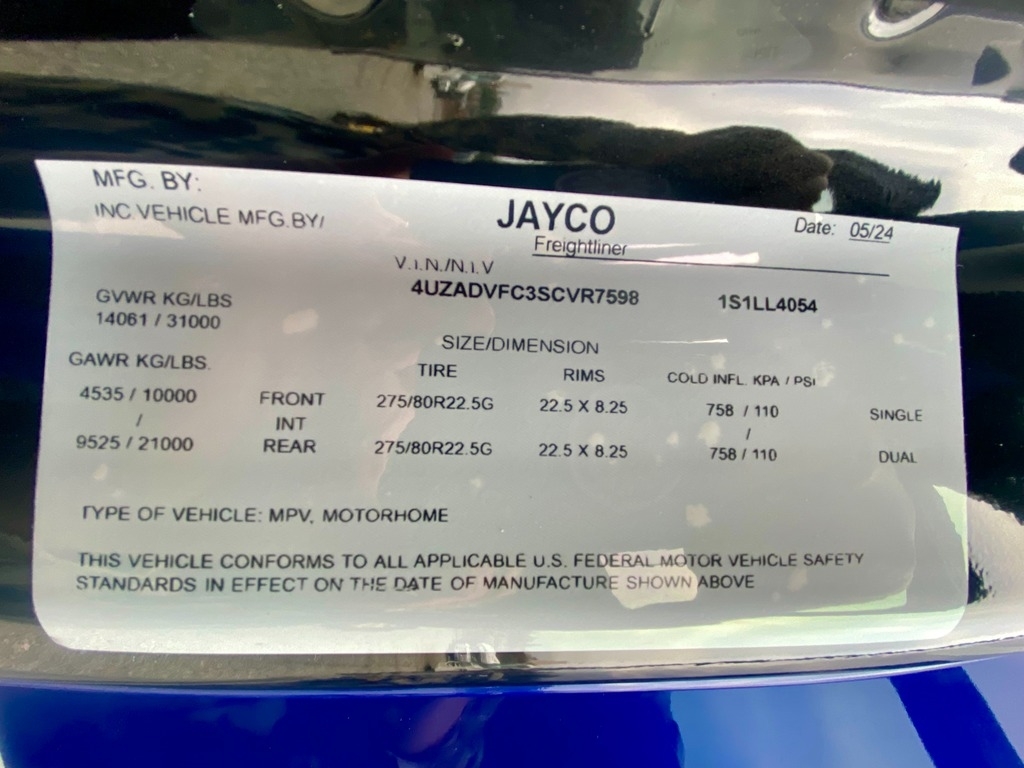 MFG. BY:
INC VEHICLE MFG.BY/
JAYCO
Date: 05/24
Freightliner
V.I.N./N.I.V
GVWR KG/LBS 4UZADVFC3SCVR7598 1S1LL4054
14061 / 31000
SIZE/DIMENSION
GAWR KG/LBS. TIRE RIMS COLD INFL. KPA / PSI
4535 / 10000 FRONT 275/80R22.5G 22.5 X 8.25 758 / 110 SINGLE
/ INT /
9525 / 21000 REAR 275/80R22.5G 22.5 X 8.25 758 / 110 DUAL
TYPE OF VEHICLE: MPV, MOTORHOME
THIS VEHICLE CONFORMS TO ALL APPLICABLE U.S. FEDERAL MOTOR VEHICLE SAFETY
STANDARDS IN EFFECT ON THE DATE OF MANUFACTURE SHOWN ABOVE